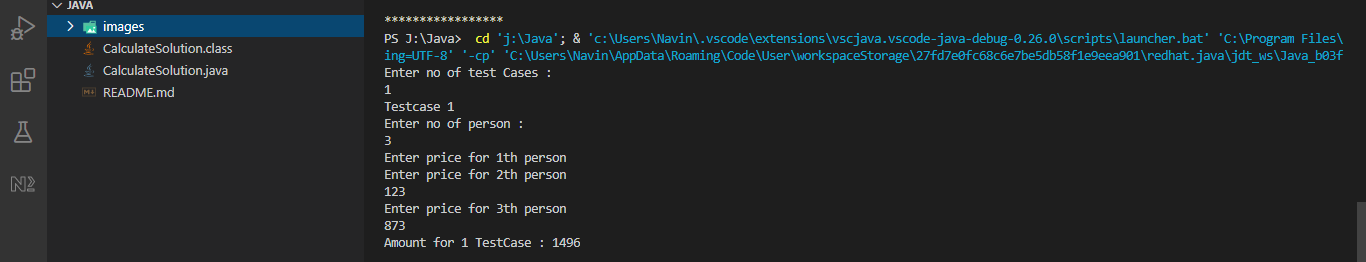 JAVA
images
CalculateSolution.class
CalculateSolution.java
README.md
*****************
PS J:\Java>  cd 'j:\Java'; & 'c:\Users\Navin\.vscode\extensions\vscjava.vscode-java-debug-0.26.0\scripts\launcher.bat' 'C:\Program Files\
ing=UTF-8' '-cp' 'C:\Users\Navin\AppData\Roaming\Code\User\workspaceStorage\27fd7e0fc68c6e7be5db58f1e9eea901\redhat.java\jdt_ws\Java_b03f
Enter no of test Cases :
1
Testcase 1
Enter no of person :
3
Enter price for 1th person
Enter price for 2th person
123
Enter price for 3th person
873
Amount for 1 TestCase : 1496